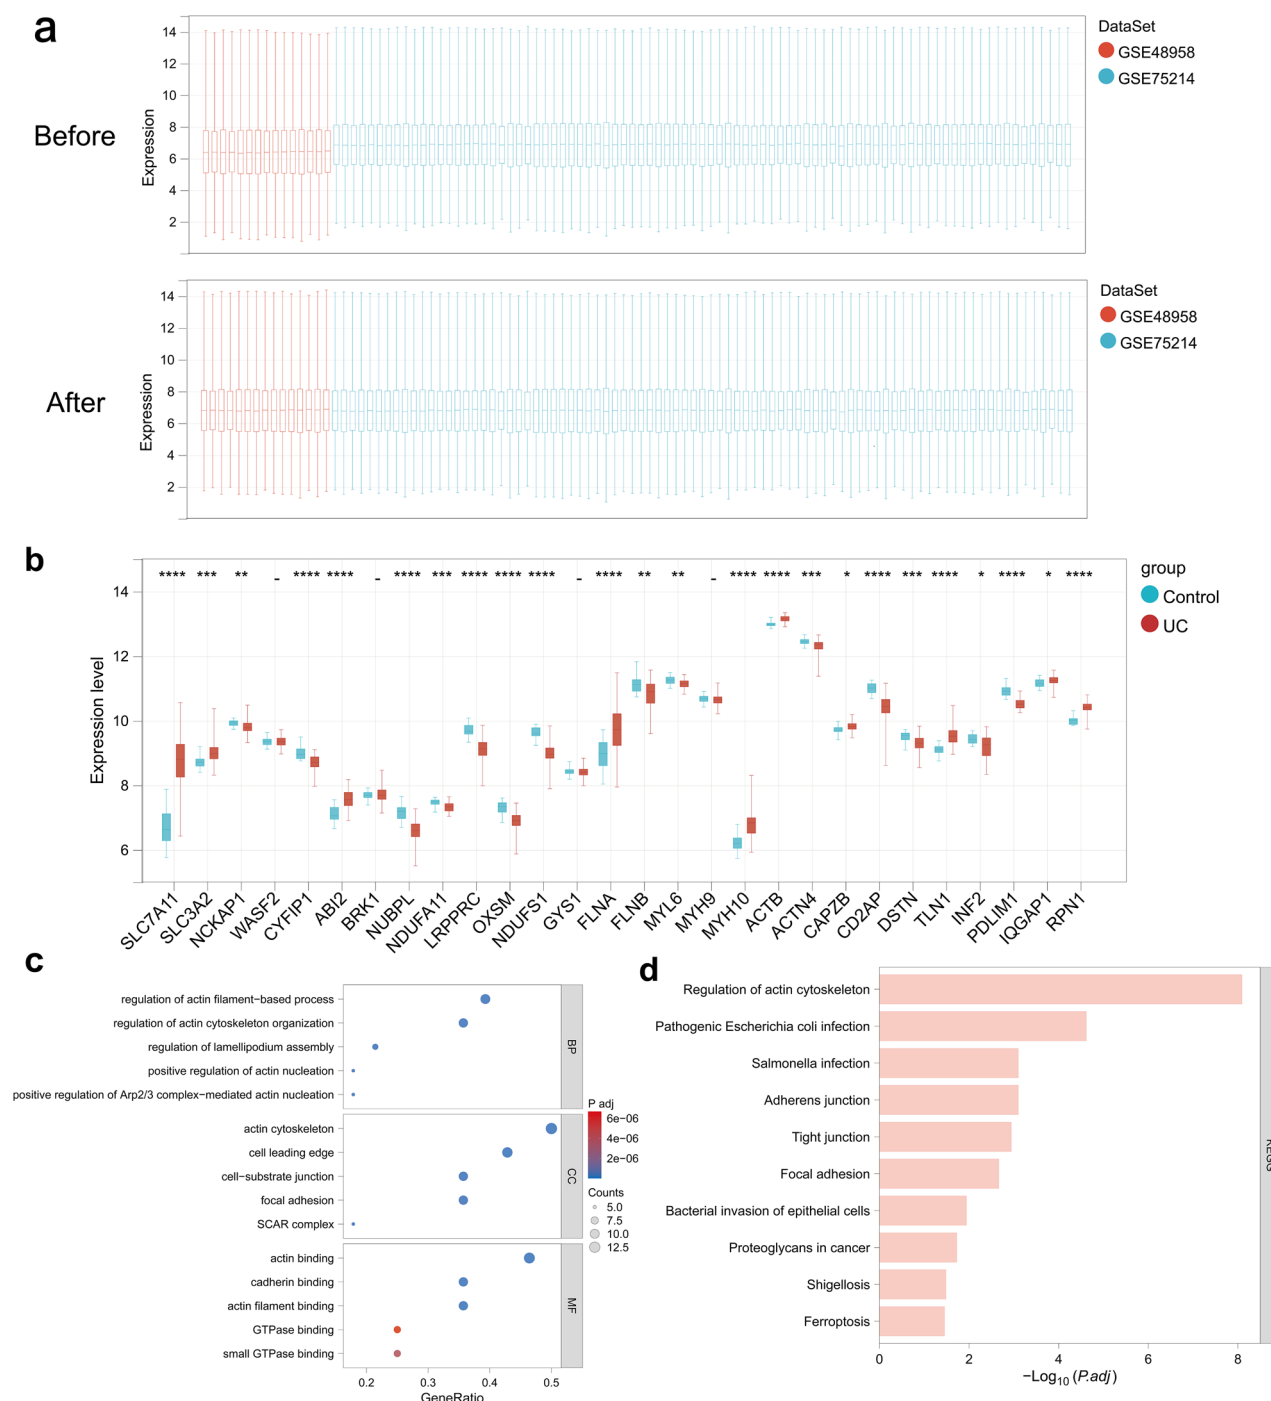 a
Before
Expression
14
12
10
8
6
4
2
DataSet
GSE48958
GSE75214
After
Expression
14
12
10
8
6
4
2
DataSet
GSE48958
GSE75214
b
**** *** ** - **** **** - **** *** **** **** **** - **** ** ** - **** **** *** * **** *** **** * **** * ****
Expression level
14
12
10
8
6
group
Control
UC
SLC7A11 SLC3A2 NCKAP1 WASF2 CYFIP1 ABI2 BRK1 NUBPL NDUFA11 LRPPRC OXSM NDUFS1 GYS1 FLNA FLNB MYL6 MYH9 MYH10 ACTB ACTN4 CAPZB CD2AP DSTN TLN1 INF2 PDLIM1 IQGAP1 RPN1
c
regulation of actin filament−based process
regulation of actin cytoskeleton organization
regulation of lamellipodium assembly
positive regulation of actin nucleation
positive regulation of Arp2/3 complex−mediated actin nucleation
BP
actin cytoskeleton
cell leading edge
cell−substrate junction
focal adhesion
SCAR complex
CC
actin binding
cadherin binding
actin filament binding
GTPase binding
small GTPase binding
MF
0.2 0.3 0.4 0.5
GeneRatio
P adj
6e−06
4e−06
2e−06
Counts
5.0
7.5
10.0
12.5
d
Regulation of actin cytoskeleton
Pathogenic Escherichia coli infection
Salmonella infection
Adherens junction
Tight junction
Focal adhesion
Bacterial invasion of epithelial cells
Proteoglycans in cancer
Shigellosis
Ferroptosis
KEGG
0 2 4 6 8
−Log10 (P.adj)